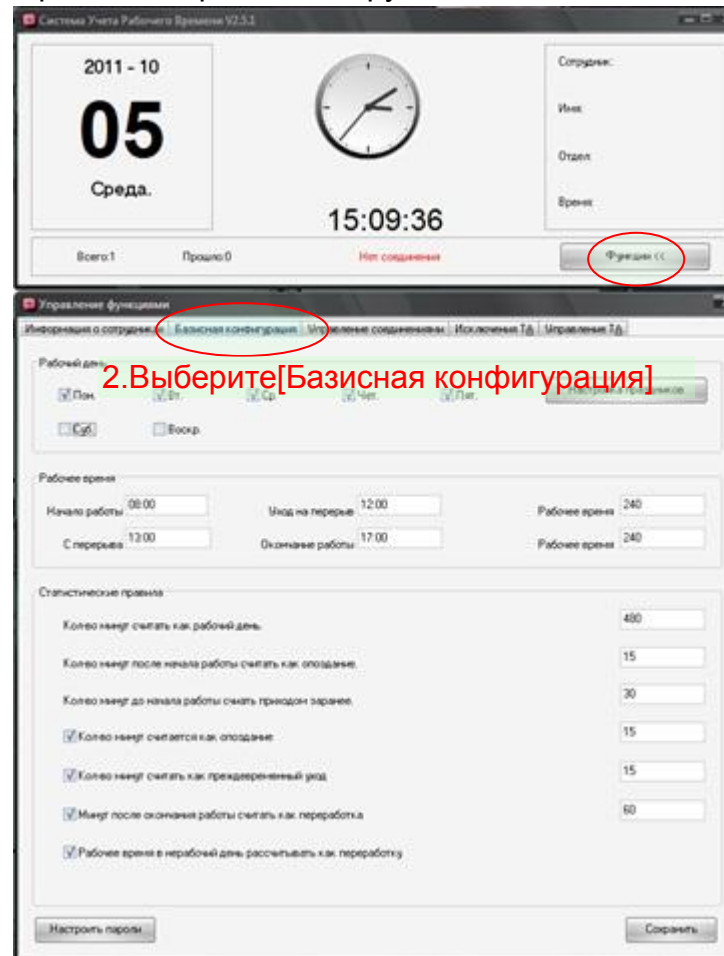 Система Учета Рабочего Времени V2.5.1
2011 - 10
05
Среда.
15:09:36
Сотрудник:
Имя:
Отдел:
Время:
Всего:1 Прошло:0 Нет соединения Функции <<
Управление функциями
Информация о сотруднике Базисная конфигурация Управление соединениями Исключения ТА Управление ТА
Рабочий день
2.Выберите[Базисная конфигурация]
Пон. Вт. Ср. Чет. Пят. Настройка праздников
Суб. Воскр.
Рабочее время
Начало работы 08:00 Уход на перерыв 12:00 Рабочее время 240
С перерыва 13:00 Окончание работы 17:00 Рабочее время 240
Статистические правила
Кол-во минут считать как рабочий день. 480
Кол-во минут после начала работы считать как опоздание. 15
Кол-во минут до начала работы считать приходом заранее. 30
Кол-во минут считается как опоздание 15
Кол-во минут считать как преждевременный уход 15
Минут после окончания работы считать как переработка 60
Рабочее время в нерабочий день рассчитывать как переработку
Настроить пароли Сохранить